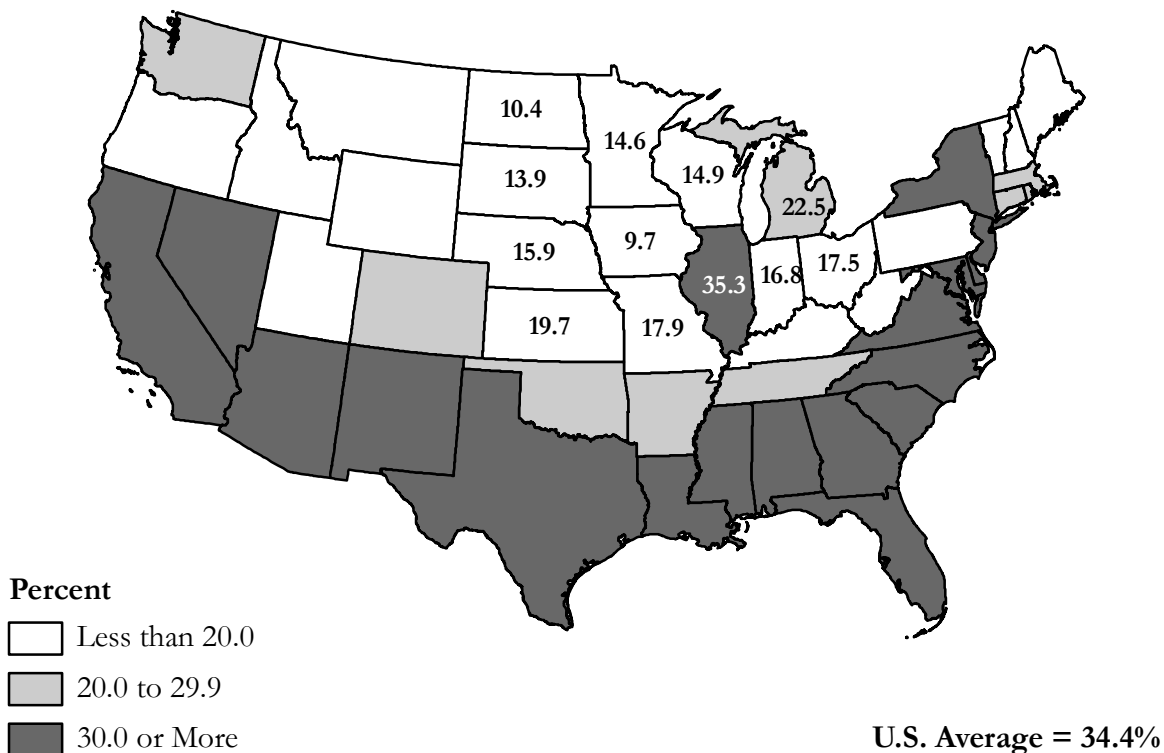 10.4
14.6
13.9
14.9
22.5
15.9
9.7
35.3
16.8
17.5
19.7
17.9
Percent
Less than 20.0
20.0 to 29.9
30.0 or More
U.S. Average = 34.4%